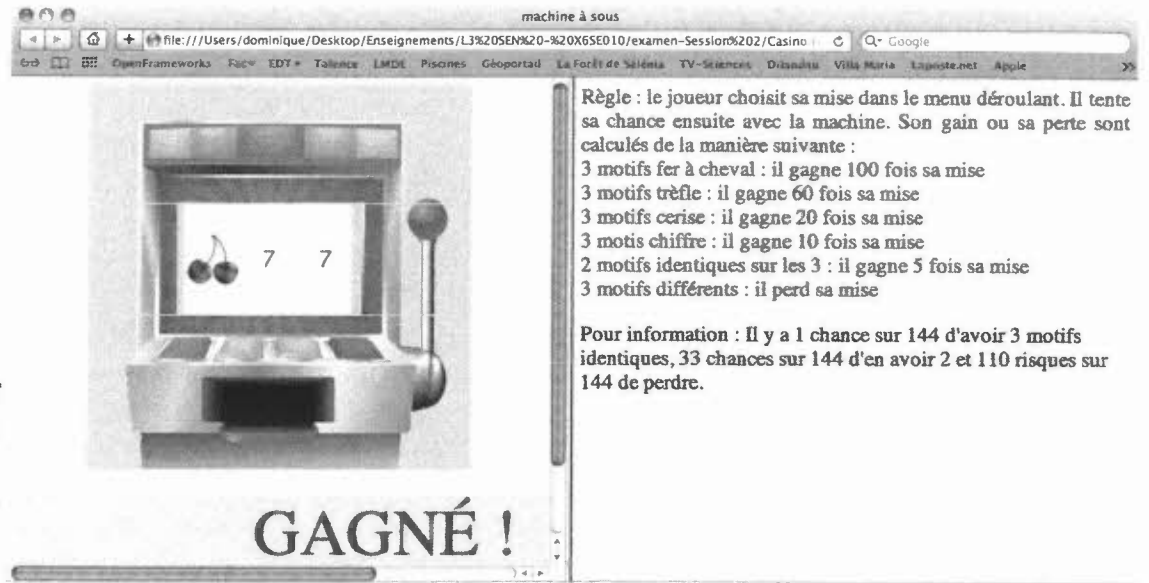 machine à sous
file:///Users/dominique/Desktop/Enseignements/L3%20SEN%20-%20X6SE010/examen-Session%202/Casino
Google
OpenFrameworks Fac EDT Talence LMDE Piscines Géoportail La Forêt de Sélénia TV-Sciences Villa Maria Laposte.net Apple
Règle : le joueur choisit sa mise dans le menu déroulant. Il tente
sa chance ensuite avec la machine. Son gain ou sa perte sont
calculés de la manière suivante :
3 motifs fer à cheval : il gagne 100 fois sa mise
3 motifs trèfle : il gagne 60 fois sa mise
3 motifs cerise : il gagne 20 fois sa mise
3 motis chiffre : il gagne 10 fois sa mise
2 motifs identiques sur les 3 : il gagne 5 fois sa mise
3 motifs différents : il perd sa mise
Pour information : Il y a 1 chance sur 144 d'avoir 3 motifs
identiques, 33 chances sur 144 d'en avoir 2 et 110 risques sur
144 de perdre.
7 7
GAGNÉ !